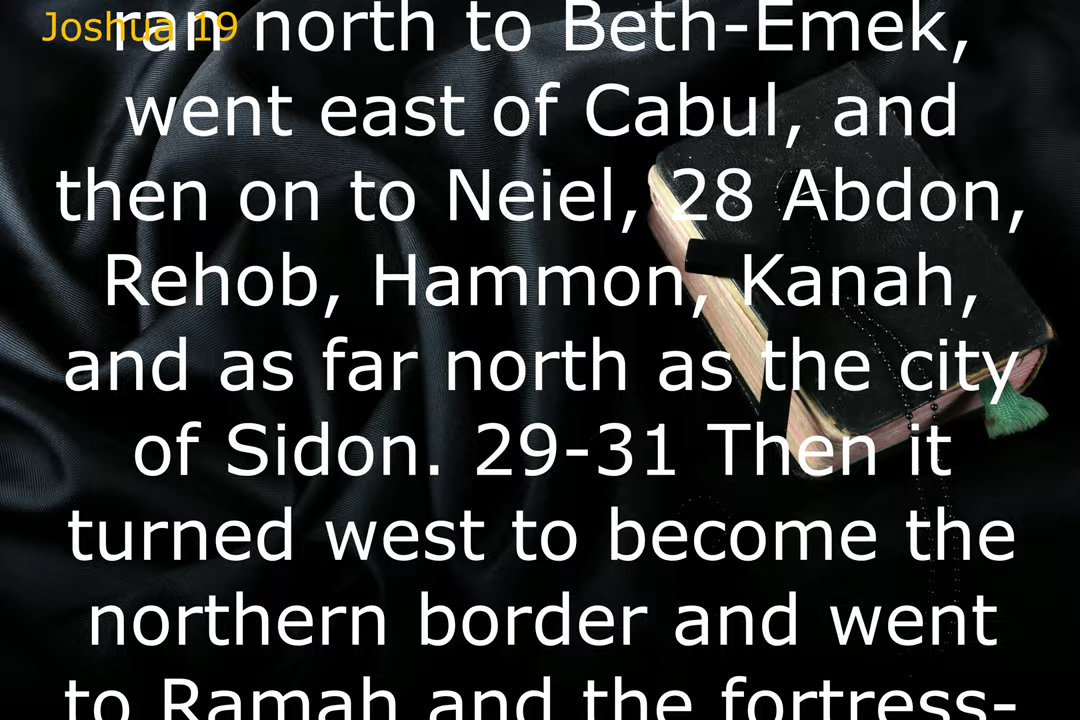 Joshua 19
ran north to Beth-Emek,
went east of Cabul, and
then on to Neiel, 28 Abdon,
Rehob, Hammon, Kanah,
and as far north as the city
of Sidon. 29-31 Then it
turned west to become the
northern border and went
to Ramah and the fortress-